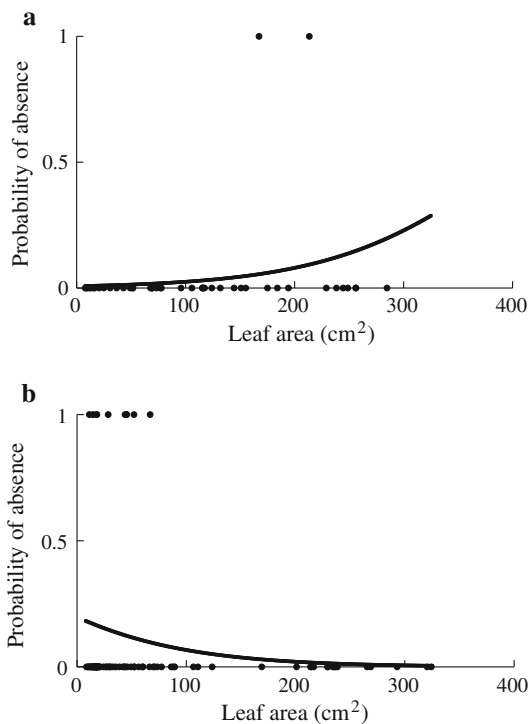 a
1
Probability of absence
0.5
0
0 100 200 300 400
Leaf area (cm²)
b
1
Probability of absence
0.5
0
0 100 200 300 400
Leaf area (cm²)